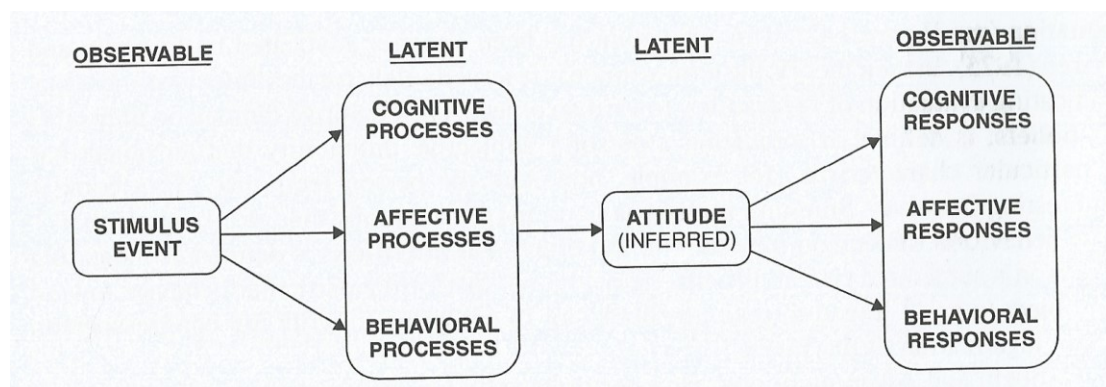 OBSERVABLE
LATENT
LATENT
OBSERVABLE
STIMULUS
EVENT
COGNITIVE
PROCESSES
AFFECTIVE
PROCESSES
BEHAVIORAL
PROCESSES
ATTITUDE
(INFERRED)
COGNITIVE
RESPONSES
AFFECTIVE
RESPONSES
BEHAVIORAL
RESPONSES